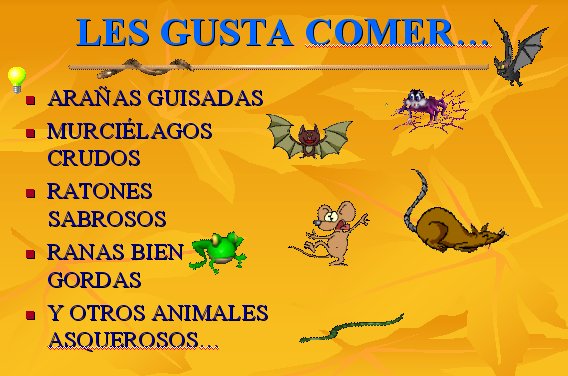 LES GUSTA COMER...
ARAÑAS GUISADAS
MURCIÉLAGOS
CRUDOS
RATONES
SABROSOS
RANAS BIEN
GORDAS
Y OTROS ANIMALES
ASQUEROSOS...